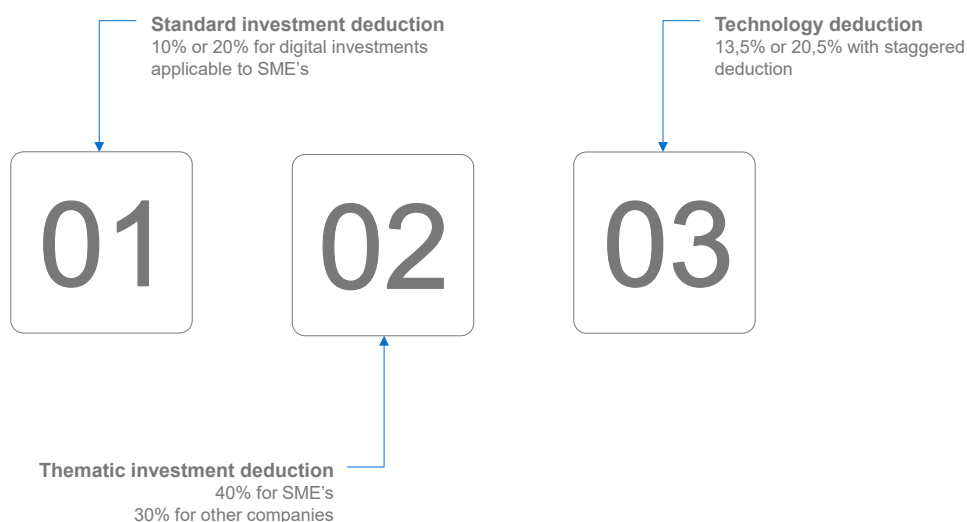 Standard investment deduction
10% or 20% for digital investments
applicable to SME's
Technology deduction
13,5% or 20,5% with staggered
deduction
01
02
03
Thematic investment deduction
40% for SME's
30% for other companies